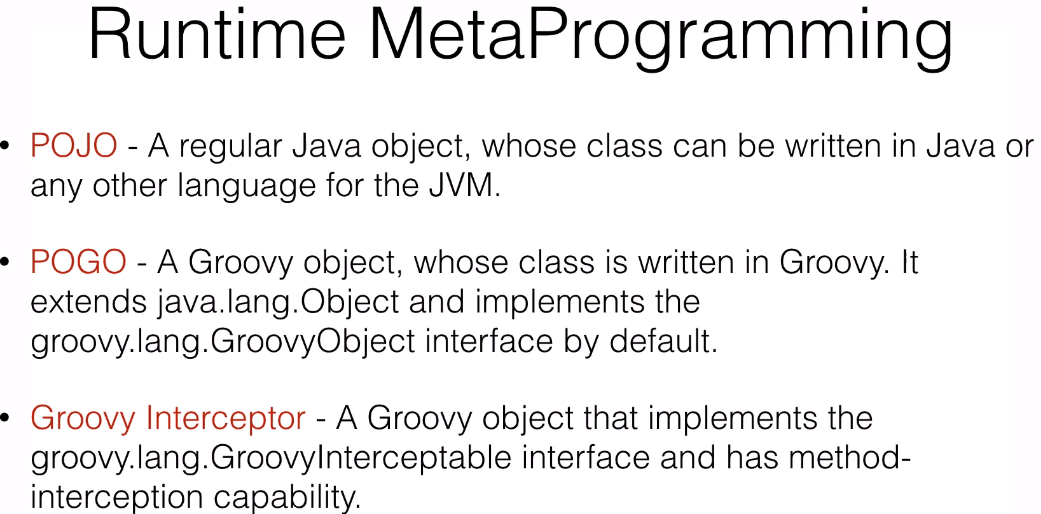 Runtime MetaProgramming
• POJO - A regular Java object, whose class can be written in Java or
any other language for the JVM.
• POGO - A Groovy object, whose class is written in Groovy. It
extends java.lang.Object and implements the
groovy.lang.GroovyObject interface by default.
• Groovy Interceptor - A Groovy object that implements the
groovy.lang.GroovyInterceptable interface and has method-
interception capability.